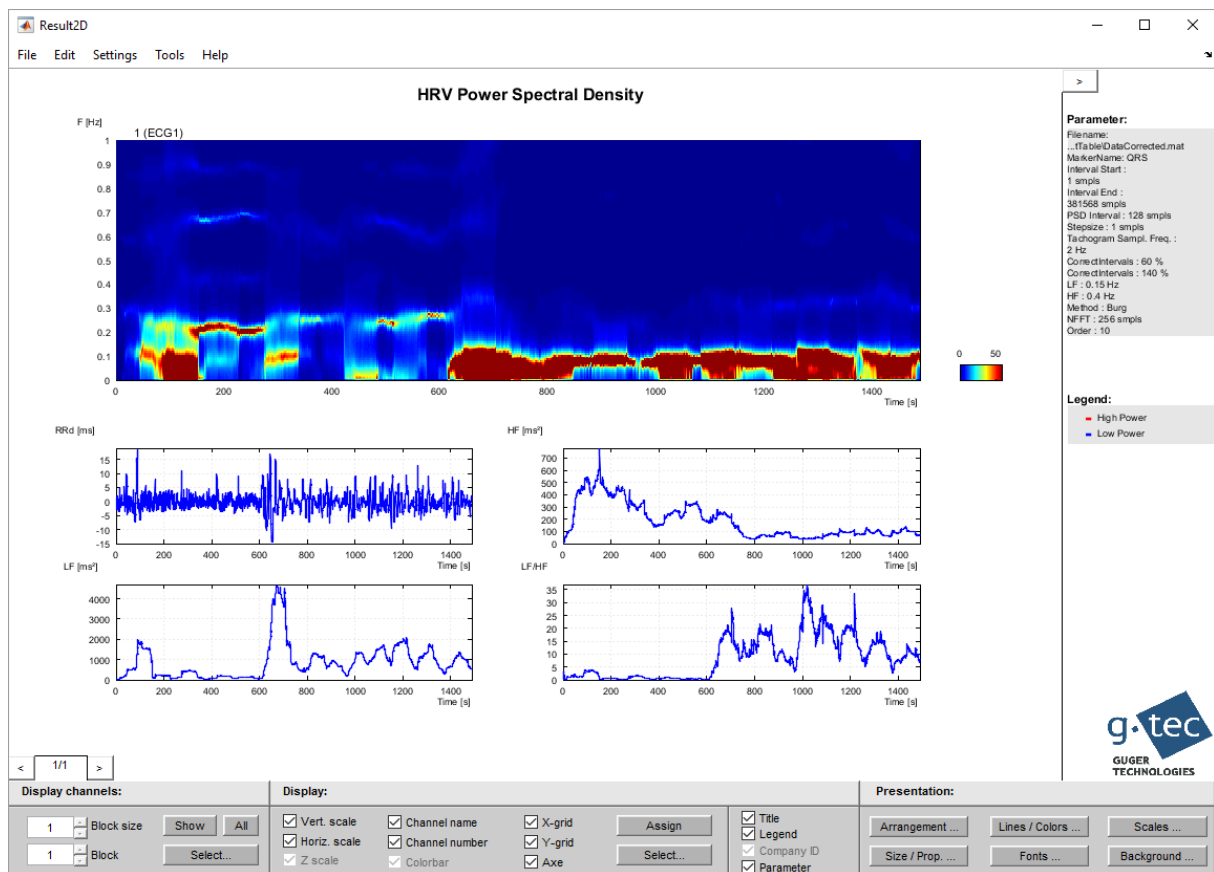 Result2D
File Edit Settings Tools Help
HRV Power Spectral Density
F [Hz]
1 (ECG1)
1
0.9
0.8
0.7
0.6
0.5
0.4
0.3
0.2
0.1
0
0 200 400 600 800 1000 1200 1400
Time [s]
0 50
RRd [ms]
15
10
5
0
-5
-10
-15
0 200 400 600 800 1000 1200 1400
Time [s]
HF [ms²]
700
600
500
400
300
200
100
0
0 200 400 600 800 1000 1200 1400
Time [s]
LF [ms²]
4000
3000
2000
1000
0
0 200 400 600 800 1000 1200 1400
Time [s]
LF/HF
35
30
25
20
15
10
5
0
0 200 400 600 800 1000 1200 1400
Time [s]
>
Parameter:
Filename:
...tTable\DataCorrected.mat
MarkerName: QRS
Interval Start :
1 smpls
Interval End :
381568 smpls
PSD Interval : 128 smpls
Stepsize : 1 smpls
Tachogram Sampl. Freq. :
2 Hz
CorrectIntervals : 60 %
CorrectIntervals : 140 %
LF : 0.15 Hz
HF : 0.4 Hz
Method : Burg
NFFT : 256 smpls
Order : 10
Legend:
High Power
Low Power
g.tec
GUGER
TECHNOLOGIES
< 1/1 >
Display channels:
1 Block size Show All
1 Block Select...
Display:
Vert. scale Channel name X-grid Assign
Horiz. scale Channel number Y-grid
Z scale Colorbar Axe Select...
Title
Legend
Company ID
Parameter
Presentation:
Arrangement ... Lines / Colors ... Scales ...
Size / Prop. ... Fonts ... Background ...